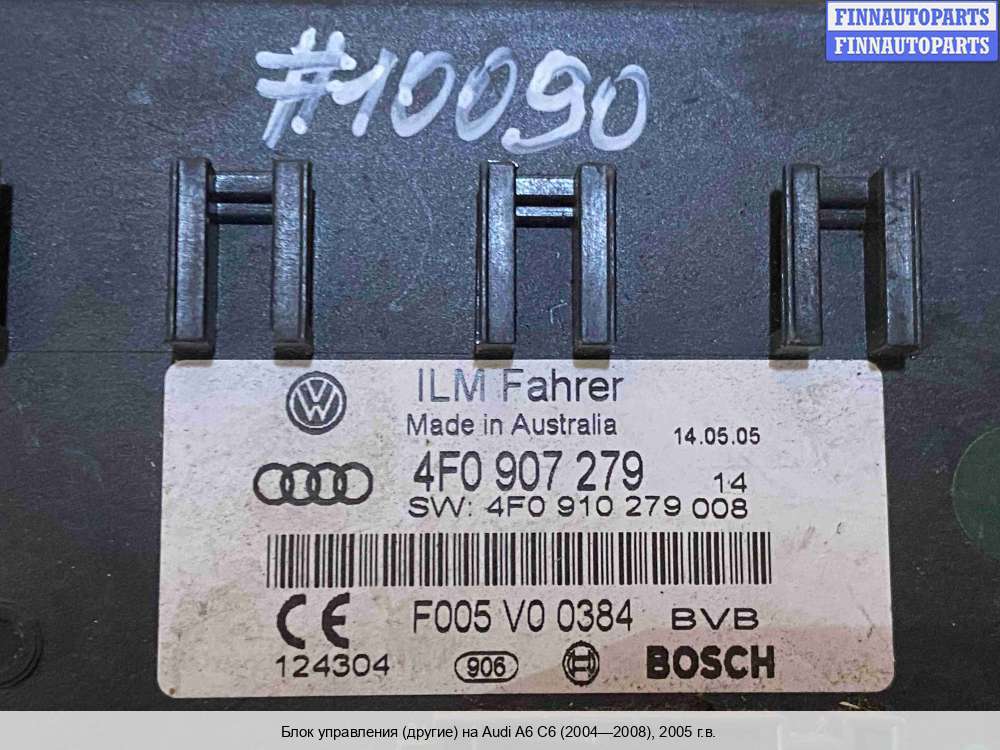 FINNAUTOPARTS
FINNAUTOPARTS
#10090
ILM Fahrer
Made in Australia
14.05.05
4F0 907 279 14
SW: 4F0 910 279 008
F005 V0 0384 BVB
CE
124304 906 BOSCH
Блок управления (другие) на Audi A6 C6 (2004—2008), 2005 г.в.